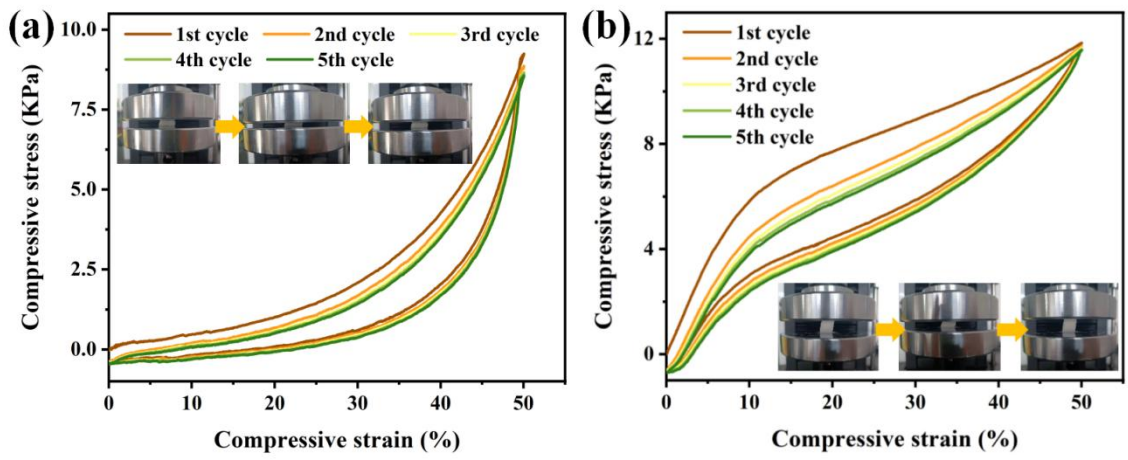 (a)
10.0
7.5
5.0
2.5
0.0
Compressive stress (KPa)
1st cycle 2nd cycle 3rd cycle
4th cycle 5th cycle
0 10 20 30 40 50
Compressive strain (%)
(b)
12
8
4
0
Compressive stress (KPa)
1st cycle
2nd cycle
3rd cycle
4th cycle
5th cycle
0 10 20 30 40 50
Compressive strain (%)